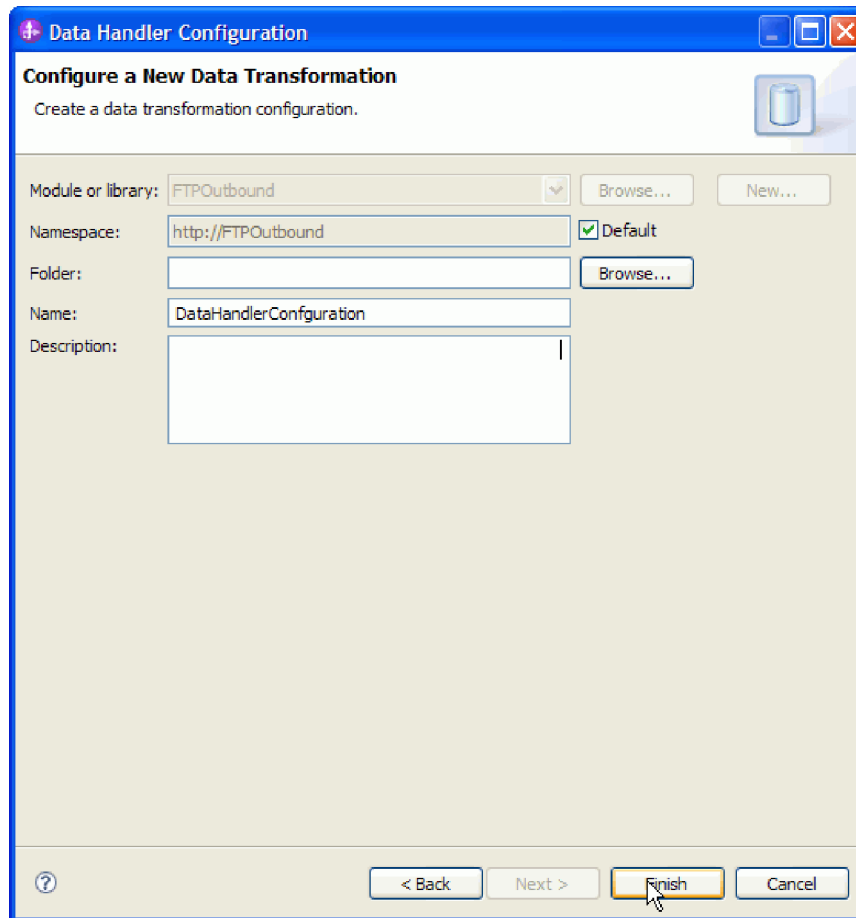 Data Handler Configuration
Configure a New Data Transformation
Create a data transformation configuration.
Module or library: FTPOutbound Browse... New...
Namespace: http://FTPOutbound Default
Folder: Browse...
Name: DataHandlerConfguration
Description:
? < Back Next > Finish Cancel